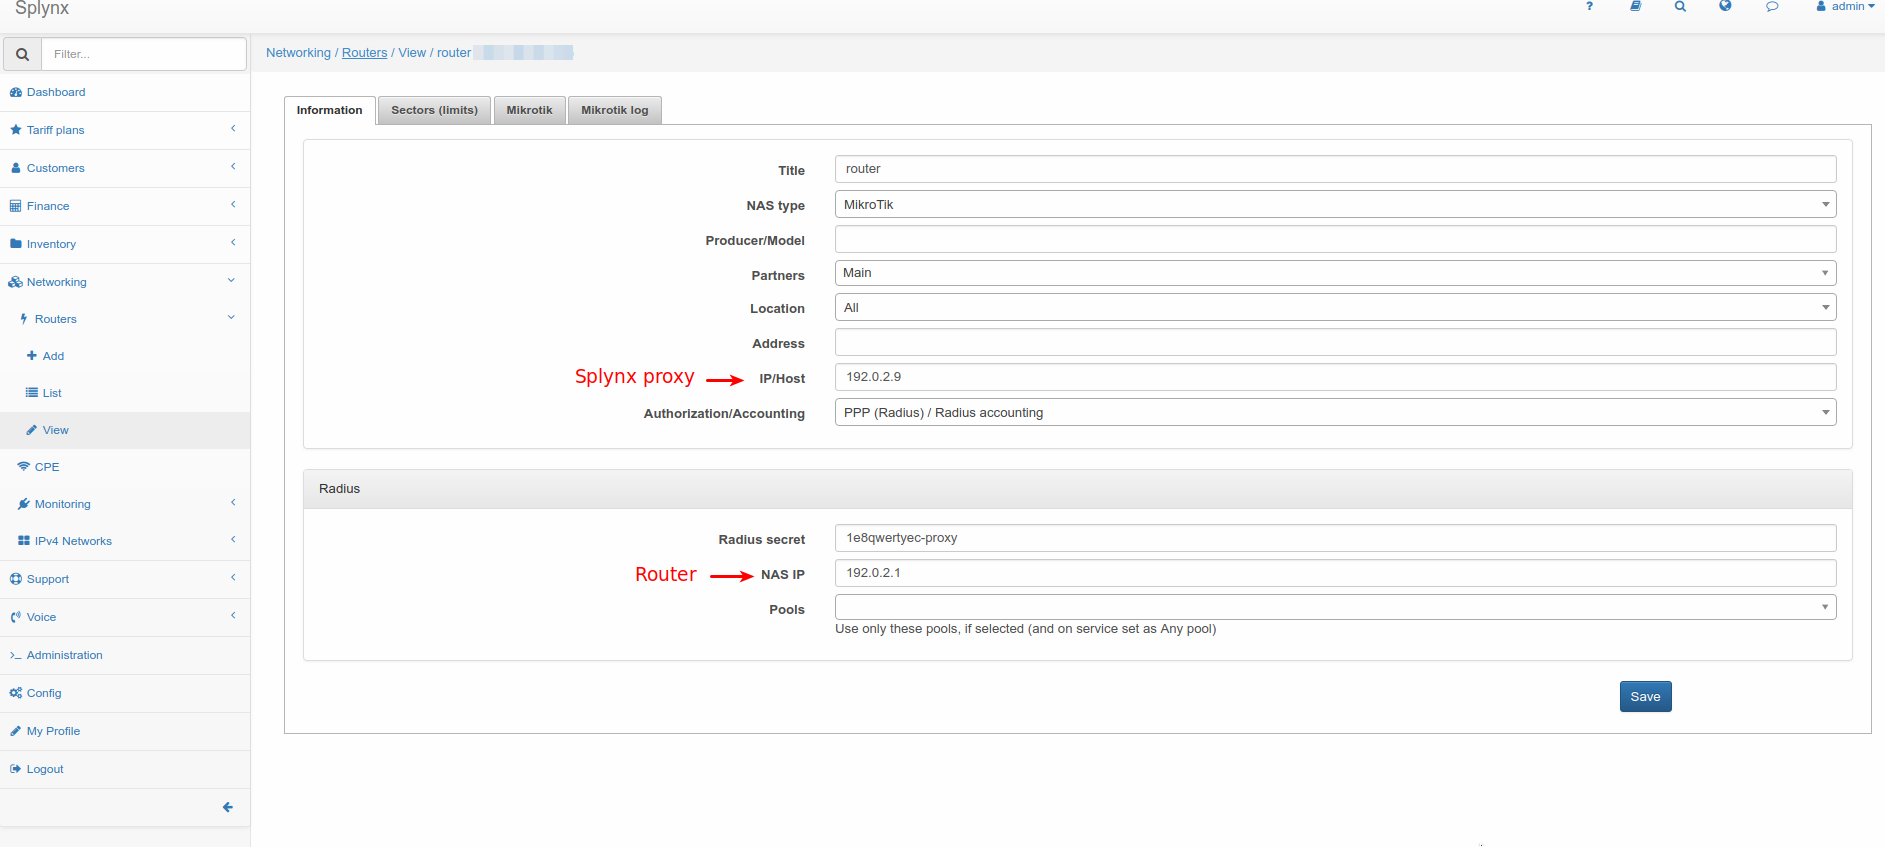 Splynx
? admin
Filter...
Networking / Routers / View / router
Dashboard
Tariff plans
Customers
Finance
Inventory
Networking
Routers
Add
List
View
CPE
Monitoring
IPv4 Networks
Support
Voice
Administration
Config
My Profile
Logout
Information Sectors (limits) Mikrotik Mikrotik log
Title router
NAS type MikroTik
Producer/Model
Partners Main
Location All
Address
Splynx proxy IP/Host 192.0.2.9
Authorization/Accounting PPP (Radius) / Radius accounting
Radius
Radius secret 1e8qwertyec-proxy
Router NAS IP 192.0.2.1
Pools
Use only these pools, if selected (and on service set as Any pool)
Save